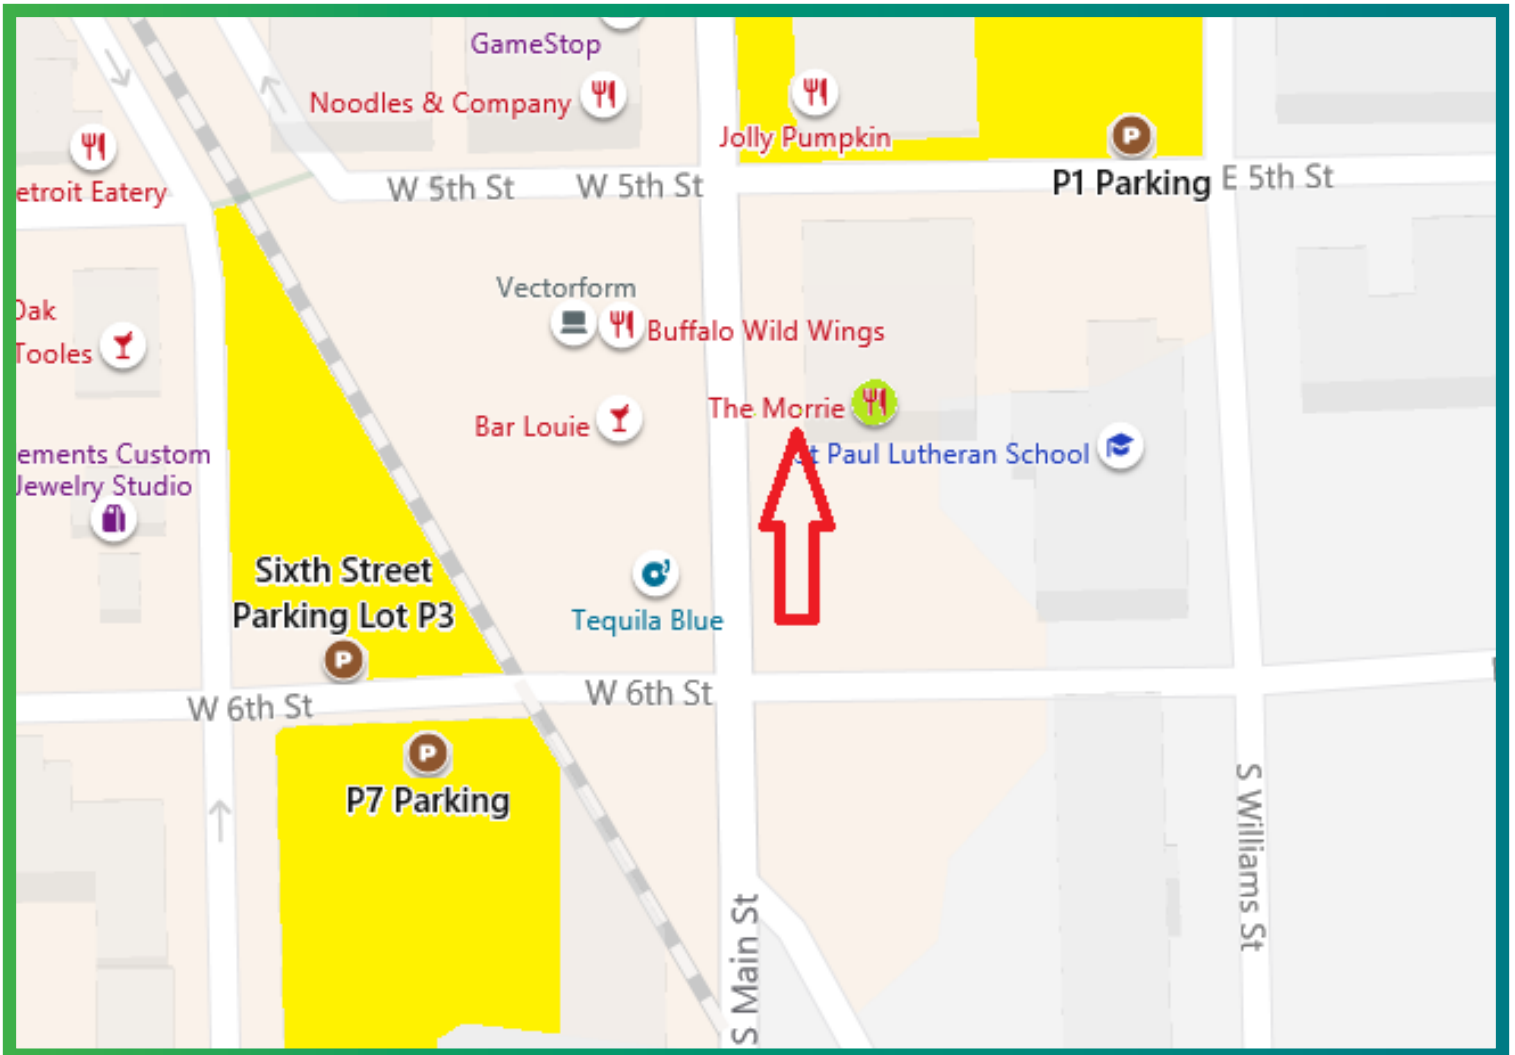 GameStop
Noodles & Company
Jolly Pumpkin
P
P1 Parking
etroit Eatery
W 5th St
W 5th St
E 5th St
Vectorform
Buffalo Wild Wings
Oak
Tooles
The Morrie
Bar Louie
t Paul Lutheran School
ements Custom
Jewelry Studio
Sixth Street
Parking Lot P3
P
Tequila Blue
W 6th St
W 6th St
P
P7 Parking
S Williams St
S Main St